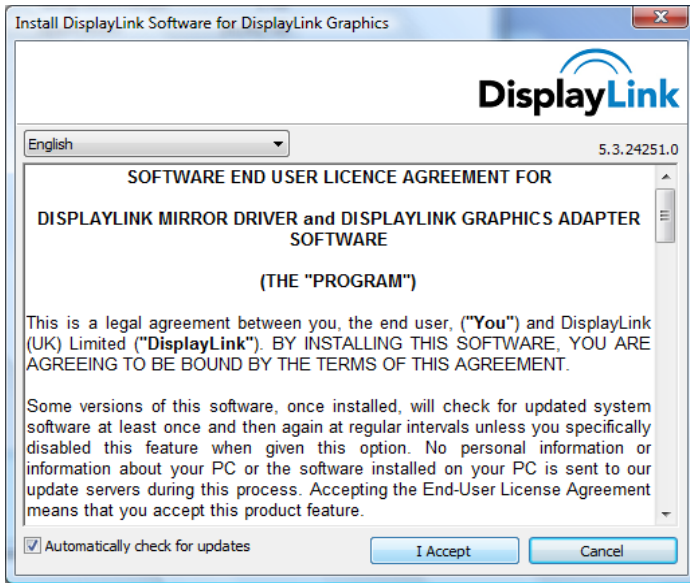 Install DisplayLink Software for DisplayLink Graphics
DisplayLink
English
5.3.24251.0
SOFTWARE END USER LICENCE AGREEMENT FOR
DISPLAYLINK MIRROR DRIVER and DISPLAYLINK GRAPHICS ADAPTER
SOFTWARE
(THE "PROGRAM")
This is a legal agreement between you, the end user, ("You") and DisplayLink
(UK) Limited ("DisplayLink"). BY INSTALLING THIS SOFTWARE, YOU ARE
AGREEING TO BE BOUND BY THE TERMS OF THIS AGREEMENT.
Some versions of this software, once installed, will check for updated system
software at least once and then again at regular intervals unless you specifically
disabled this feature when given this option. No personal information or
information about your PC or the software installed on your PC is sent to our
update servers during this process. Accepting the End-User License Agreement
means that you accept this product feature.
Automatically check for updates
I Accept
Cancel